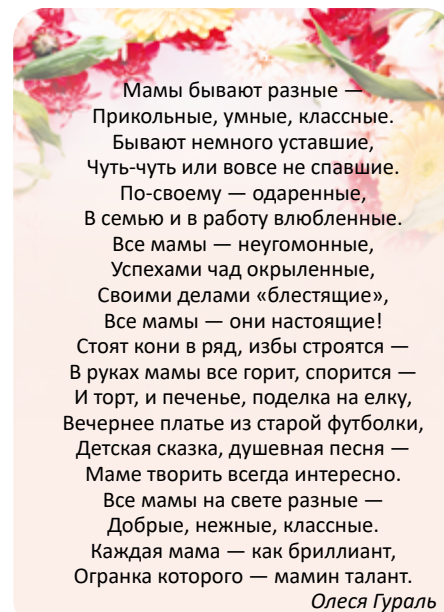 Мамы бывают разные —
Прикольные, умные, классные.
Бывают немного уставшие,
Чуть-чуть или вовсе не спавшие.
По-своему — одаренные,
В семью и в работу влюбленные.
Все мамы — неугомонные,
Успехами чад окрыленные,
Своими делами «блестящие»,
Все мамы — они настоящие!
Стоят кони в ряд, избы строятся —
В руках мамы все горит, спорится —
И торт, и печенье, поделка на елку,
Вечернее платье из старой футболки,
Детская сказка, душевная песня —
Маме творить всегда интересно.
Все мамы на свете разные —
Добрые, нежные, классные.
Каждая мама — как бриллиант,
Огранка которого — мамин талант.
Олеся Гураль